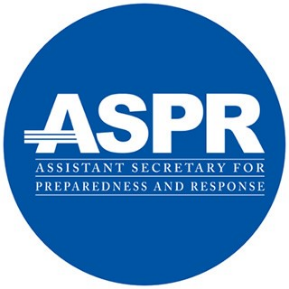 ASPR
ASSISTANT SECRETARY FOR
PREPAREDNESS AND RESPONSE